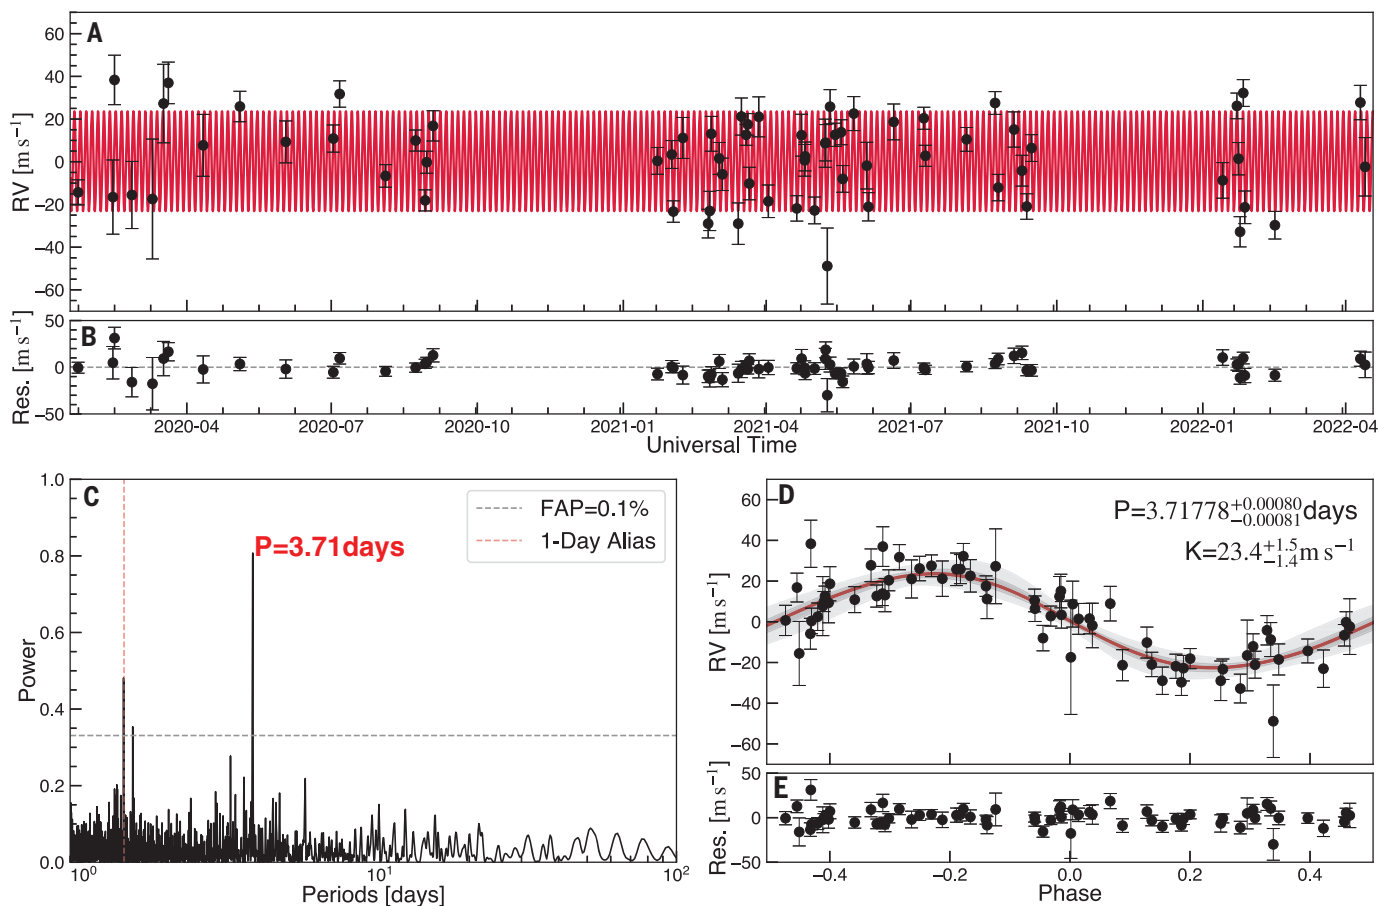 A
60
40
20
0
−20
−40
−60
RV [m s⁻¹]
B
50
0
−50
Res. [m s⁻¹]
2020-04 2020-07 2020-10 2021-01 2021-04 2021-07 2021-10 2022-01 2022-04
Universal Time
C
1.0
0.8
0.6
0.4
0.2
0.0
Power
FAP=0.1%
1-Day Alias
P=3.71days
10⁰ 10¹ 10²
Periods [days]
D
60
40
20
0
−20
−40
−60
RV [m s⁻¹]
P=3.71778+0.00080−0.00081days
K=23.4+1.5−1.4m s⁻¹
E
50
0
−50
Res. [m s⁻¹]
−0.4 −0.2 0.0 0.2 0.4
Phase